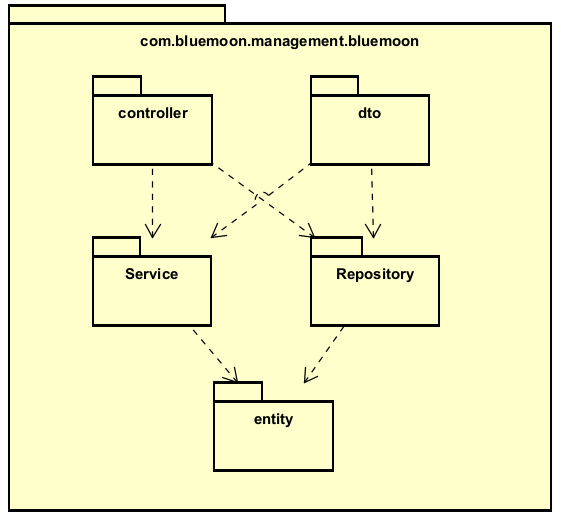 com.bluemoon.management.bluemoon
controller
dto
Service
Repository
entity